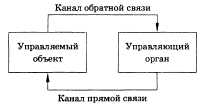 Канал обратной связи
Управляемый
объект
Управляющий
орган
Канал прямой связи